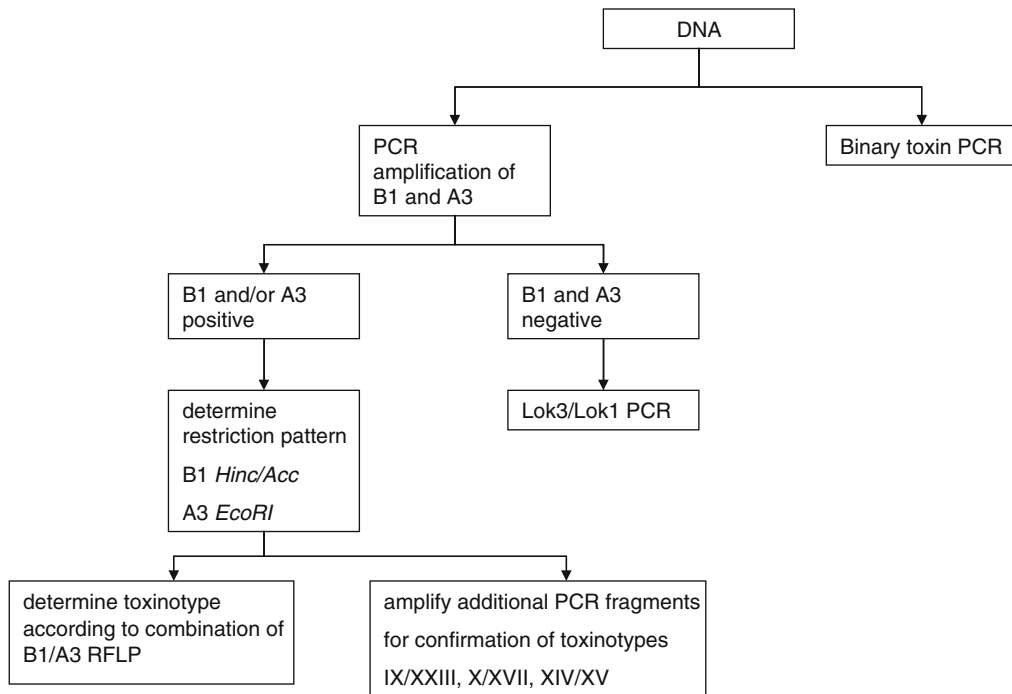 DNA
PCR
amplification of
B1 and A3
Binary toxin PCR
B1 and/or A3
positive
B1 and A3
negative
determine
restriction pattern
B1 Hinc/Acc
A3 EcoRI
Lok3/Lok1 PCR
determine toxinotype
according to combination of
B1/A3 RFLP
amplify additional PCR fragments
for confirmation of toxinotypes
IX/XXIII, X/XVII, XIV/XV